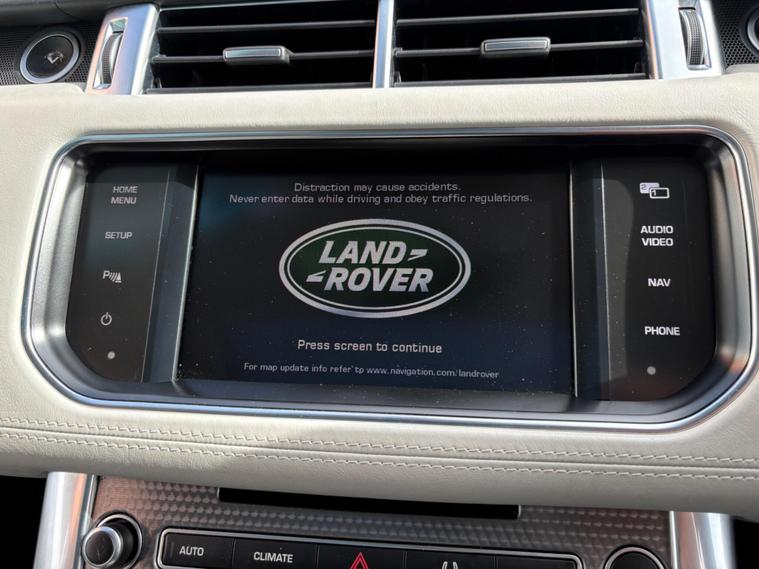 Distraction may cause accidents.
Never enter data while driving and obey traffic regulations.
HOME
MENU
SETUP
P
LAND
ROVER
Press screen to continue
For map update info refer to www.navigation.com/landrover
2 1
AUDIO
VIDEO
NAV
PHONE
AUTO
CLIMATE